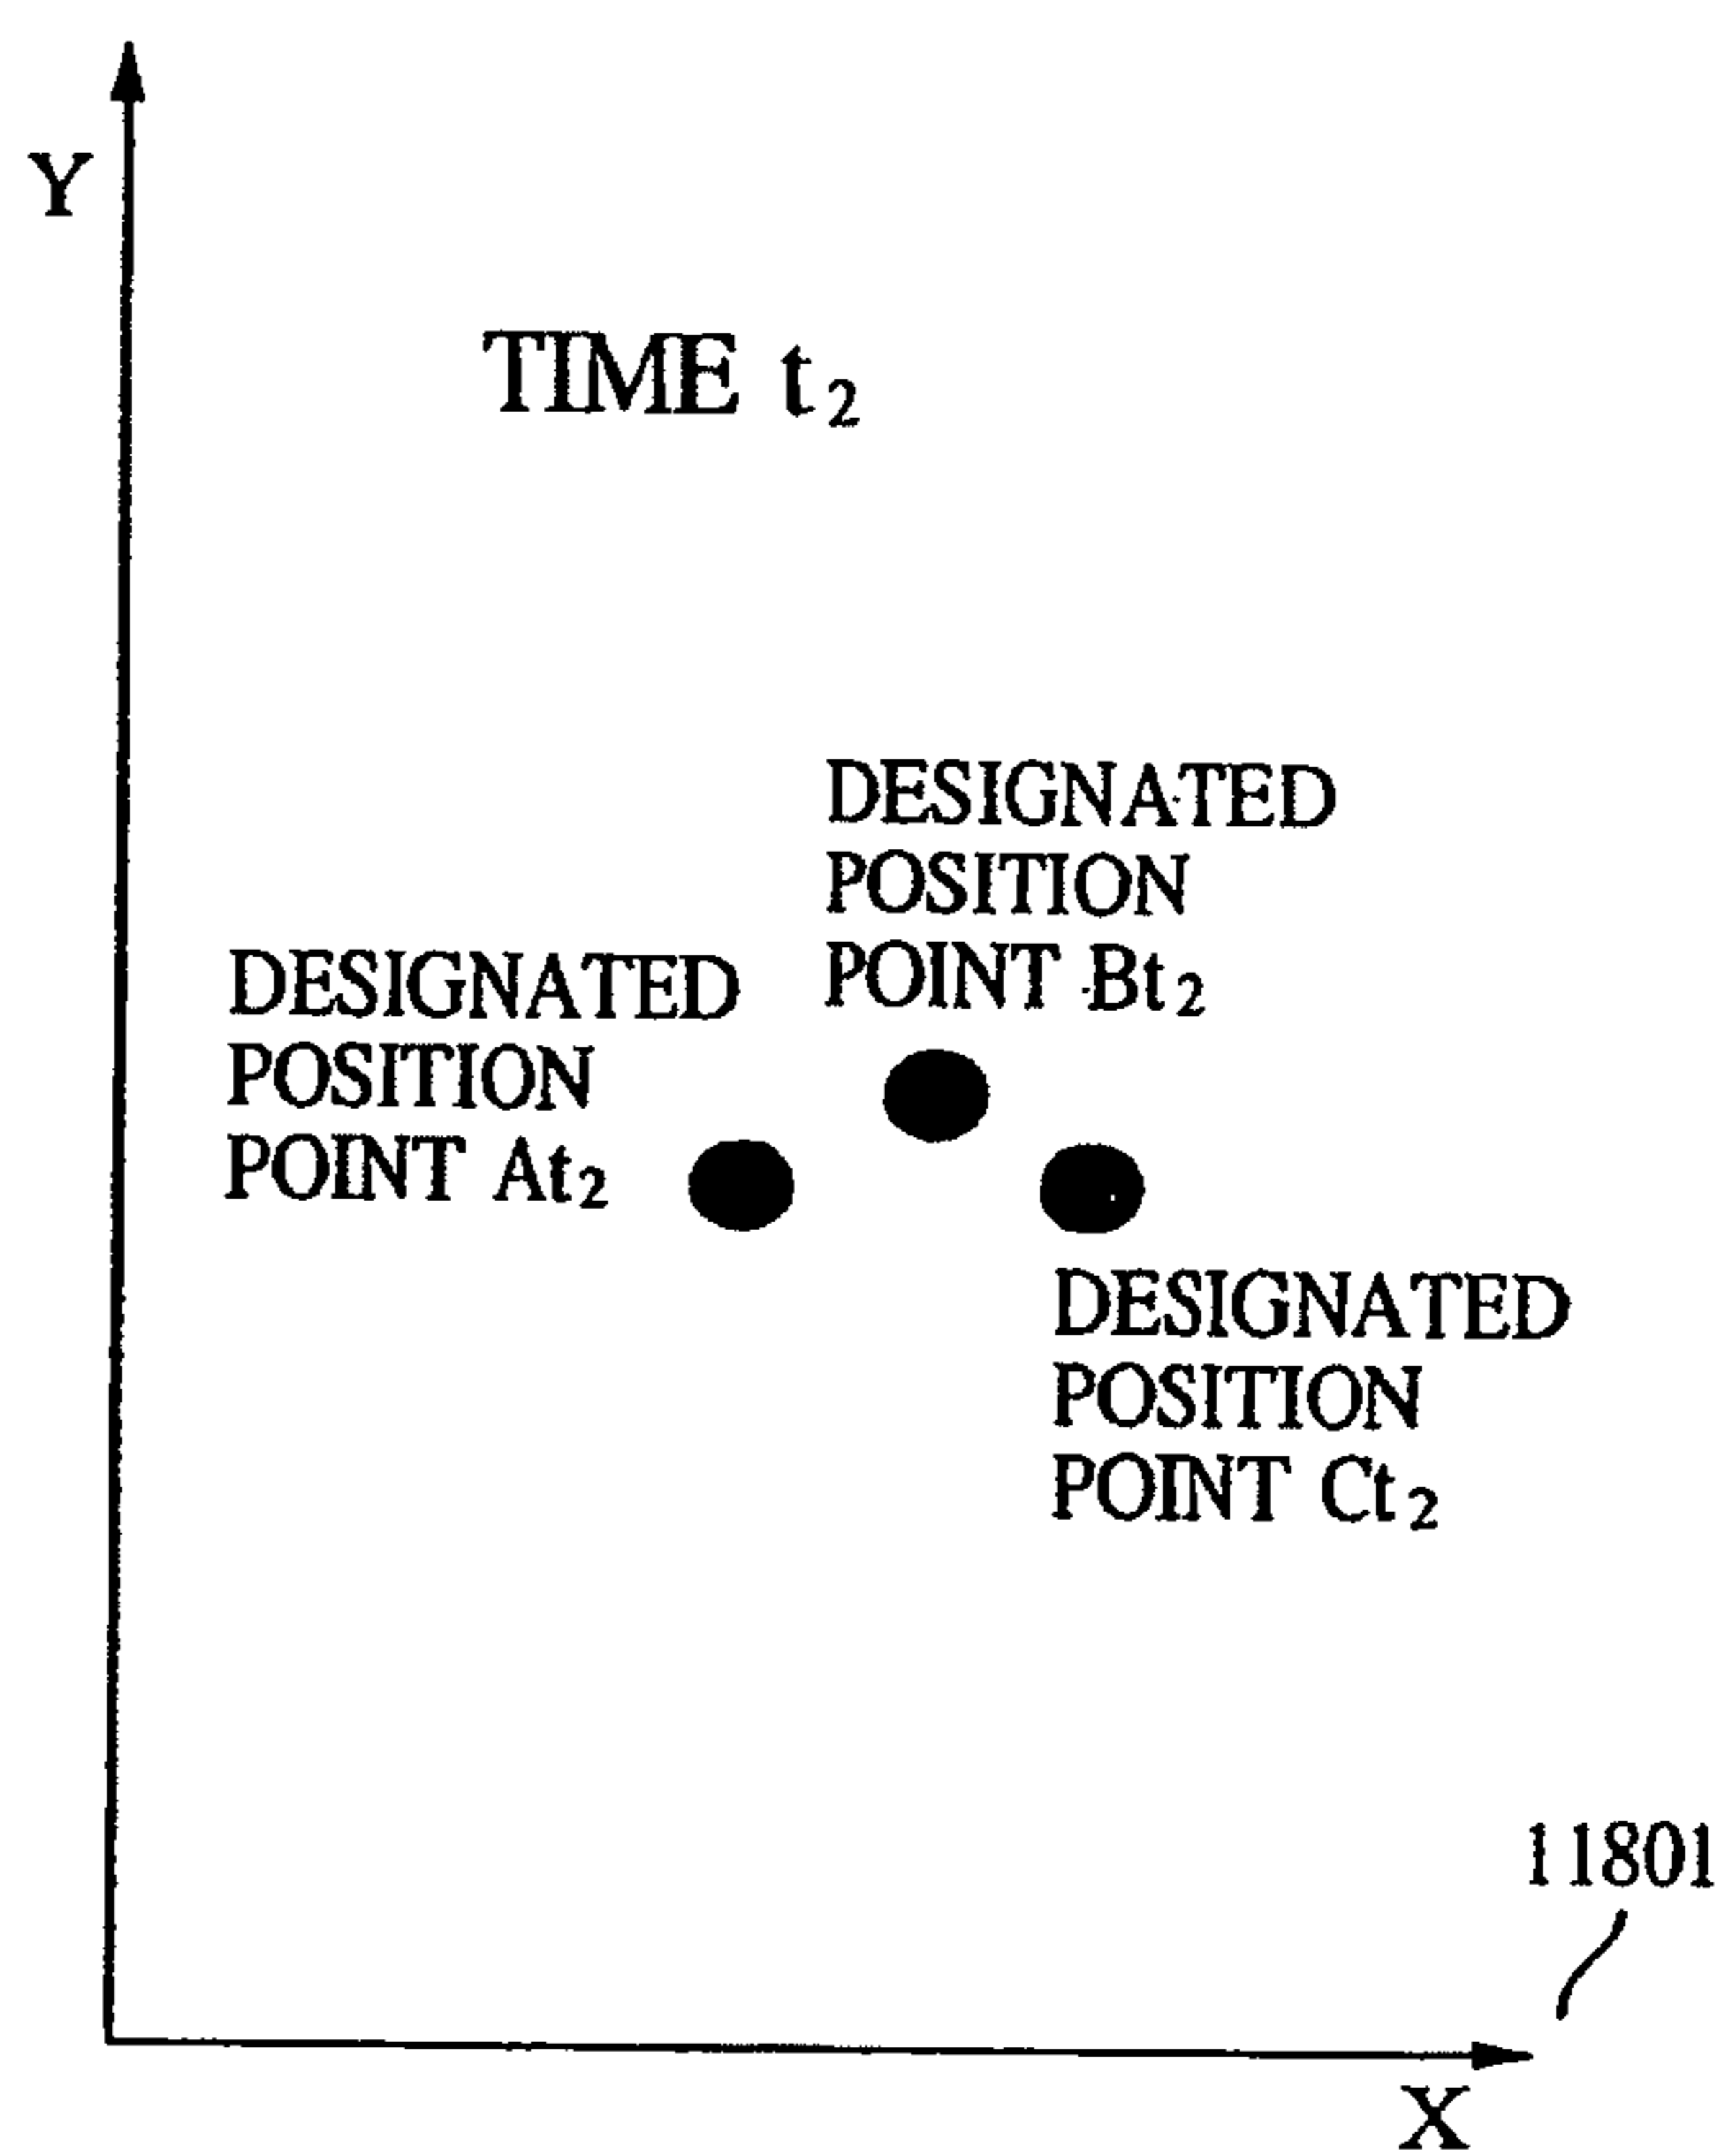 Y
TIME t₂
DESIGNATED
POSITION
POINT Bt₂
DESIGNATED
POSITION
POINT At₂
DESIGNATED
POSITION
POINT Ct₂
11801
X